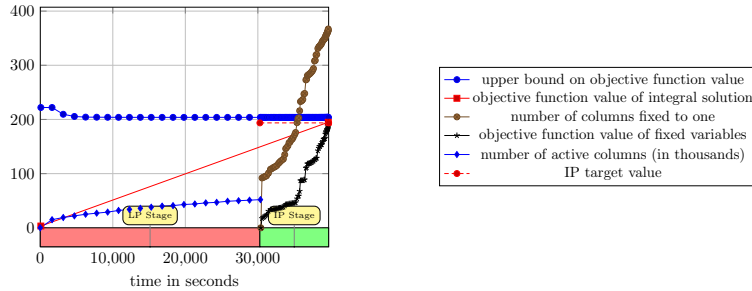 400
300
200
100
0
LP Stage
IP Stage
0
10,000
20,000
30,000
time in seconds
upper bound on objective function value
objective function value of integral solution
number of columns fixed to one
objective function value of fixed variables
number of active columns (in thousands)
IP target value